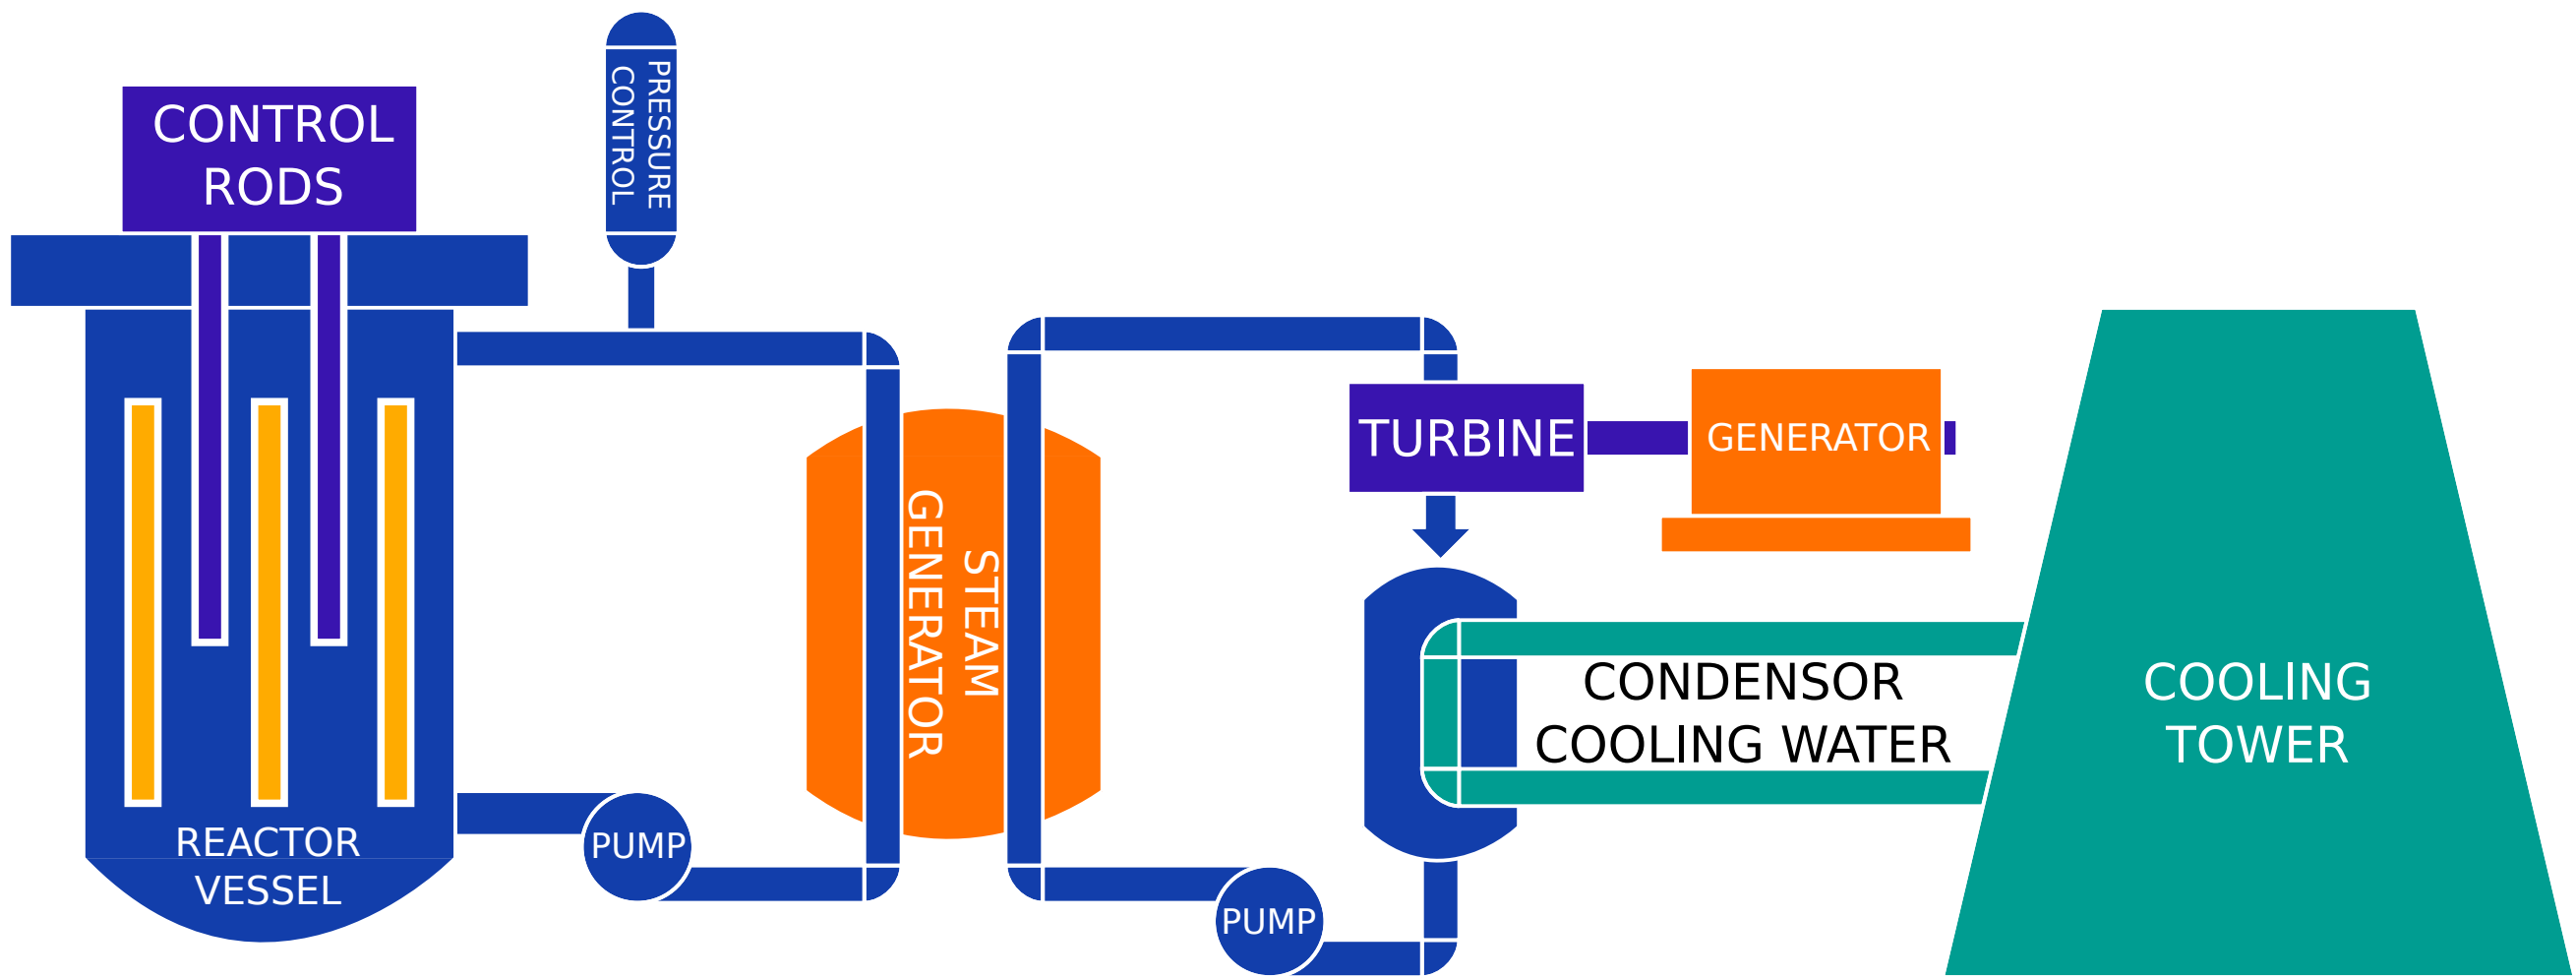 CONTROL
RODS
PRESSURE
CONTROL
REACTOR
VESSEL
PUMP
STEAM
GENERATOR
PUMP
TURBINE
GENERATOR
CONDENSOR
COOLING WATER
COOLING
TOWER